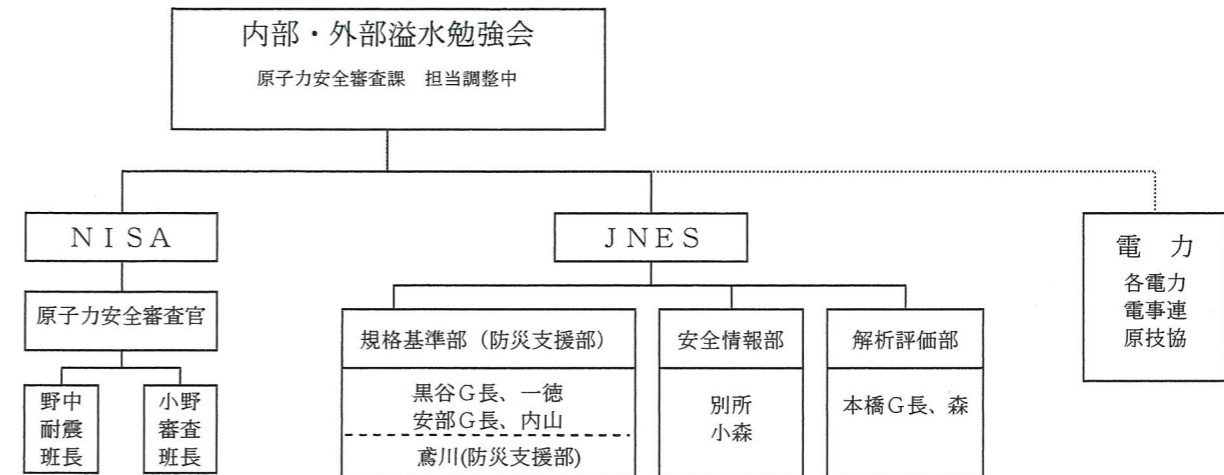 内部・外部溢水勉強会
原子力安全審査課　担当調整中
ＮＩＳＡ
ＪＮＥＳ
電　力
各電力
電事連
原技協
原子力安全審査官
野中
耐震
班長
小野
審査
班長
規格基準部（防災支援部）
黒谷Ｇ長、一徳
安部Ｇ長、内山
鳶川(防災支援部)
安全情報部
別所
小森
解析評価部
本橋Ｇ長、森